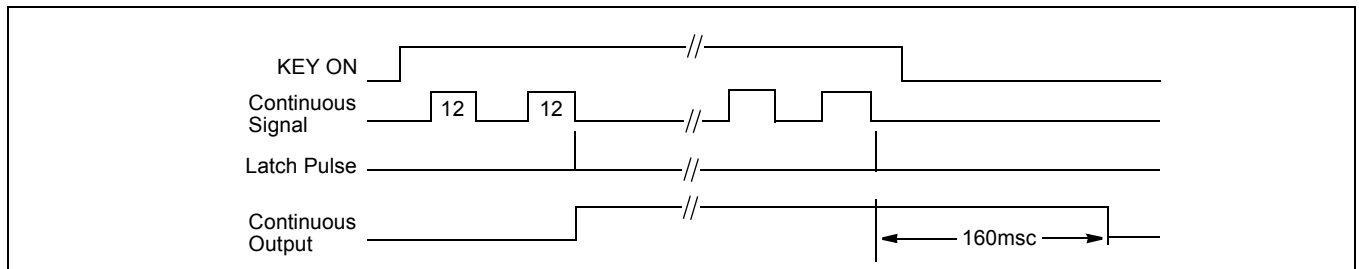 KEY ON
Continuous
Signal
12
12
Latch Pulse
Continuous
Output
160msc